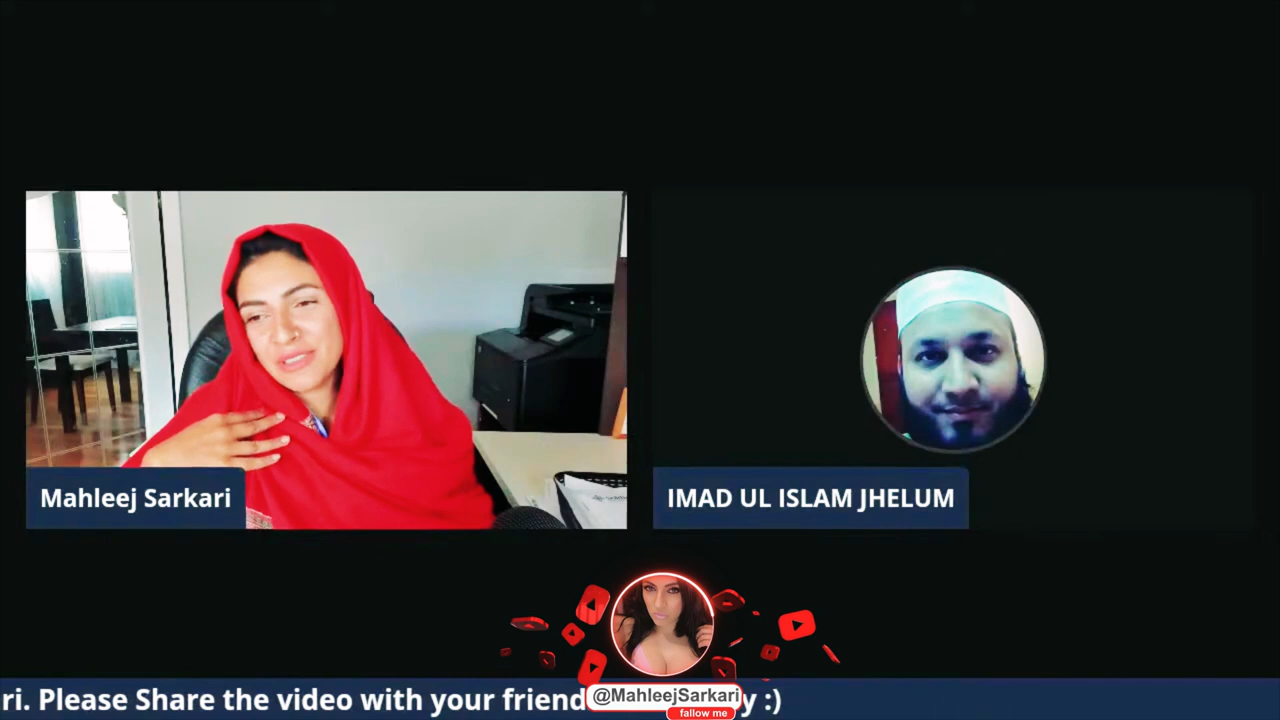 Mahleej Sarkari
IMAD UL ISLAM JHELUM
ri. Please Share the video with your friend y :)
@MahleejSarkari
fallow me